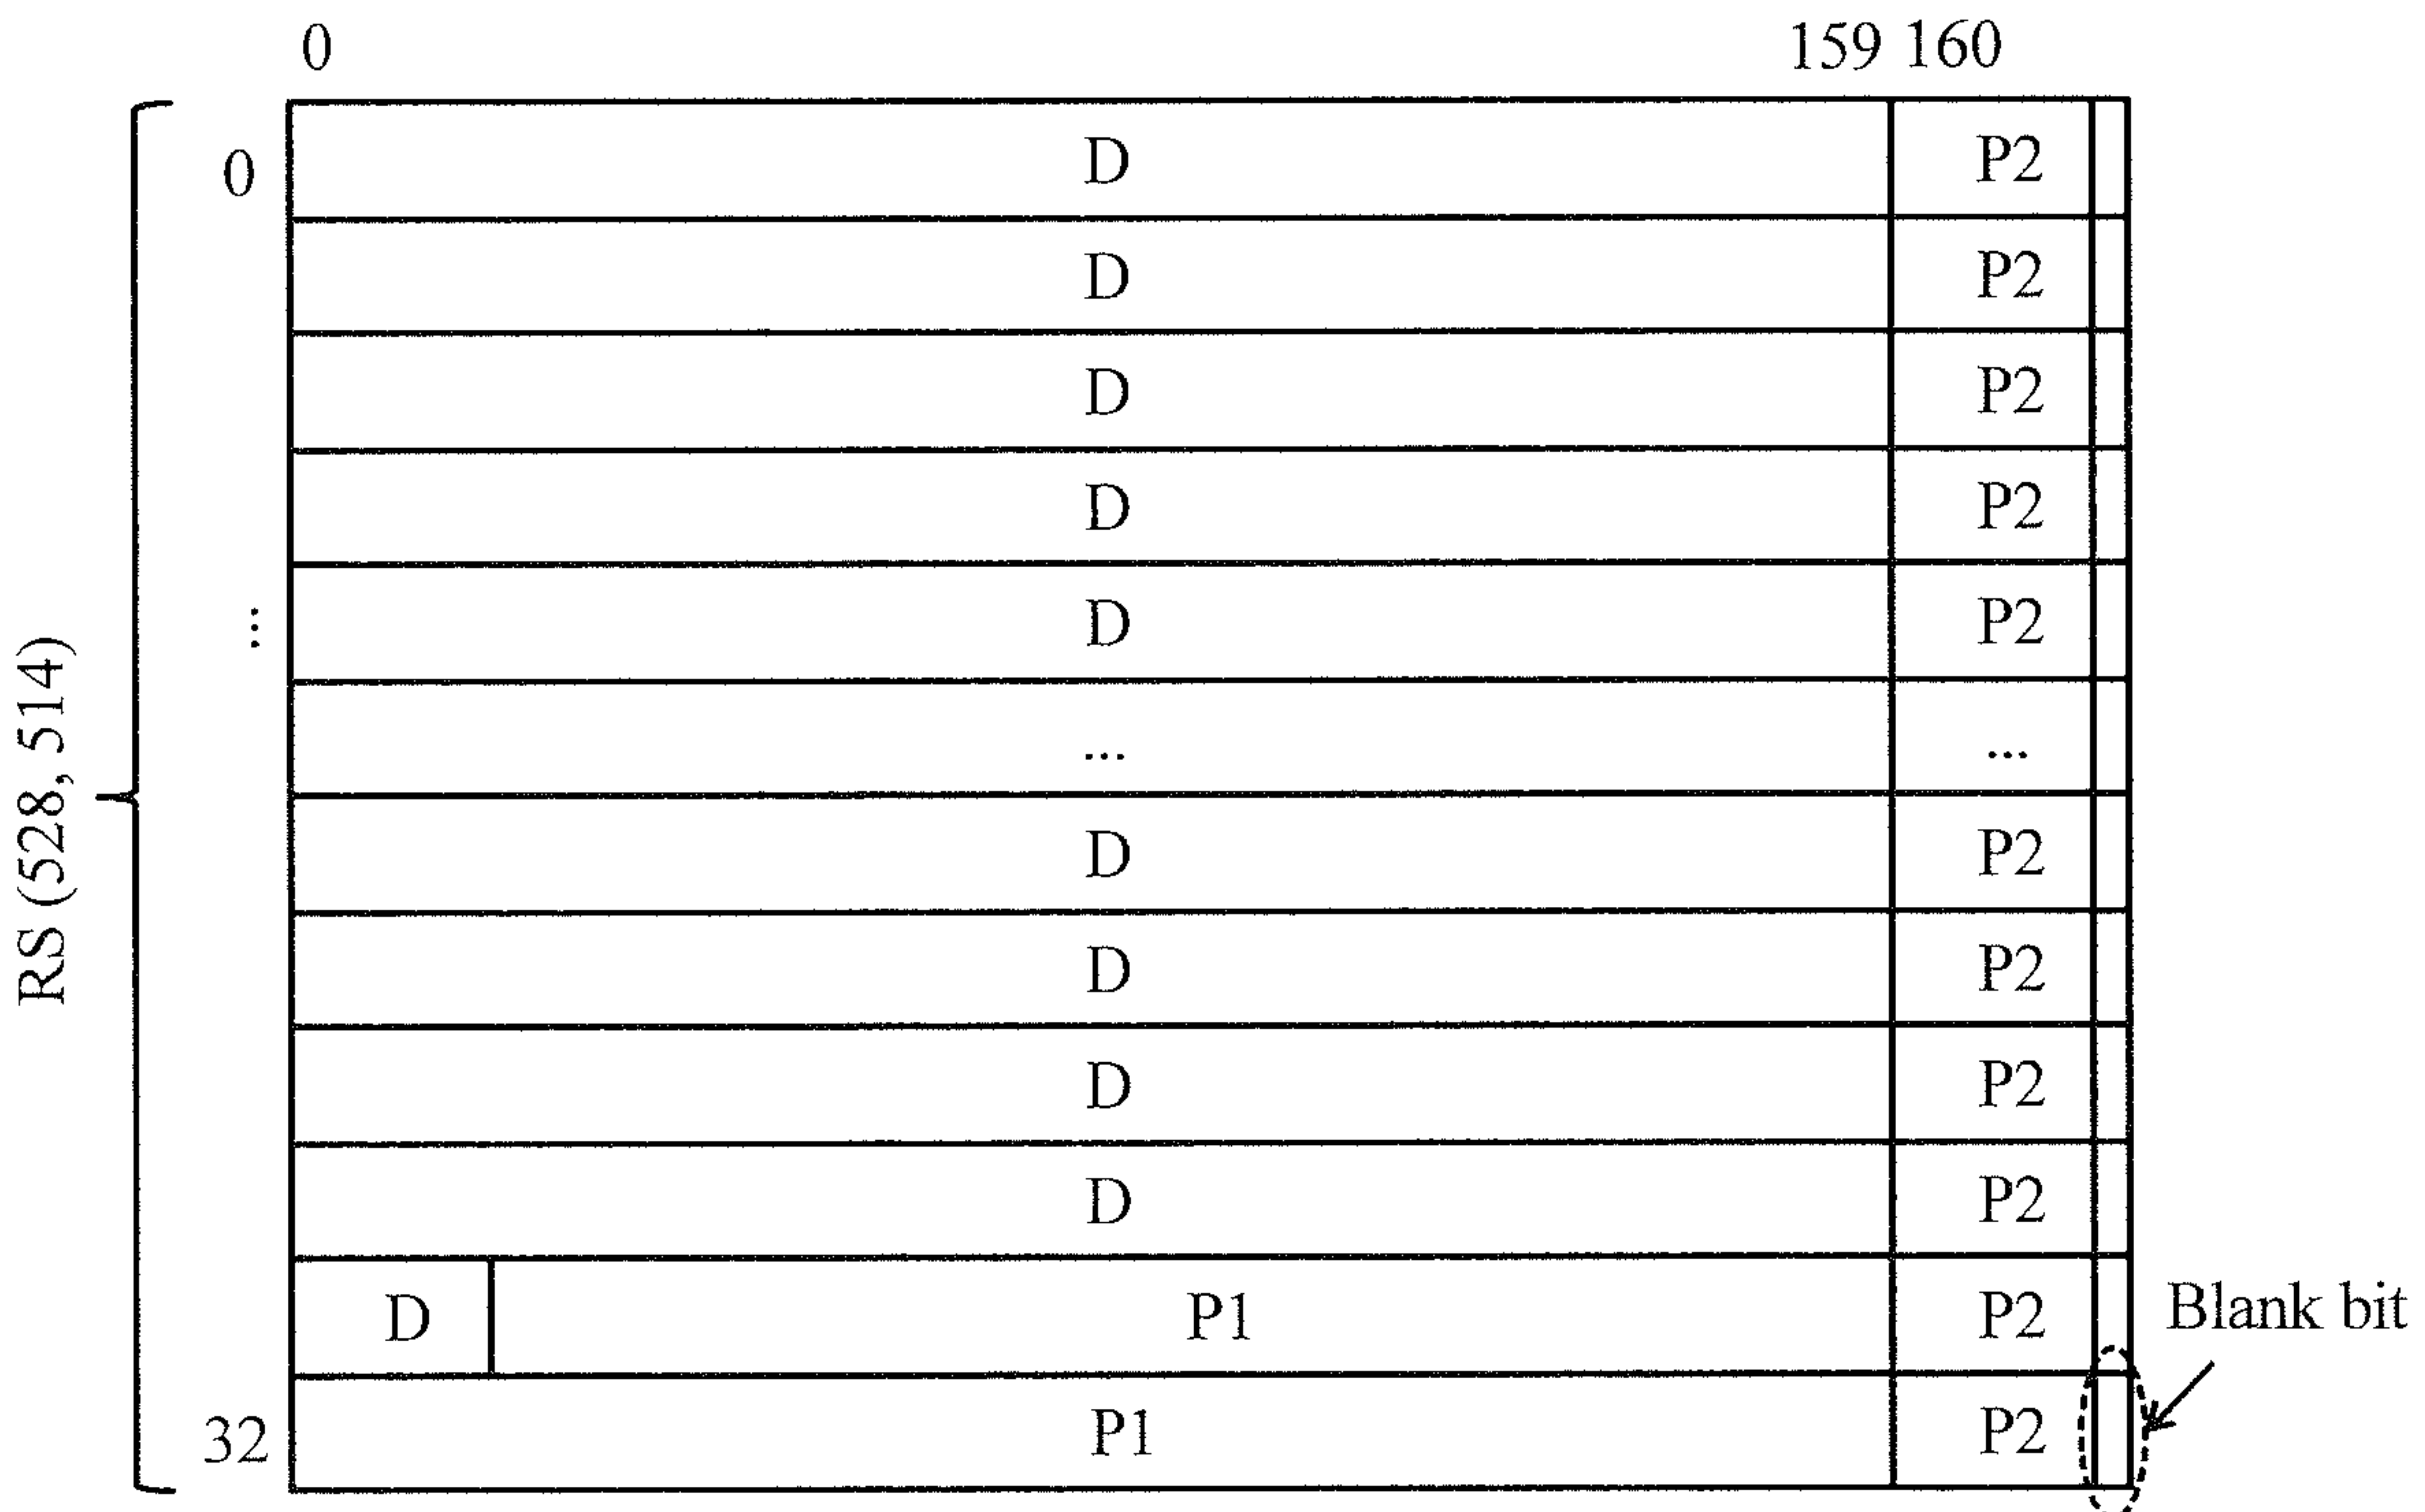 0 159 160
0 D P2
D P2
D P2
D P2
... D P2
... ...
D P2
D P2
D P2
D P2
D P1 P2
Blank bit
32 P1 P2
RS (528, 514)